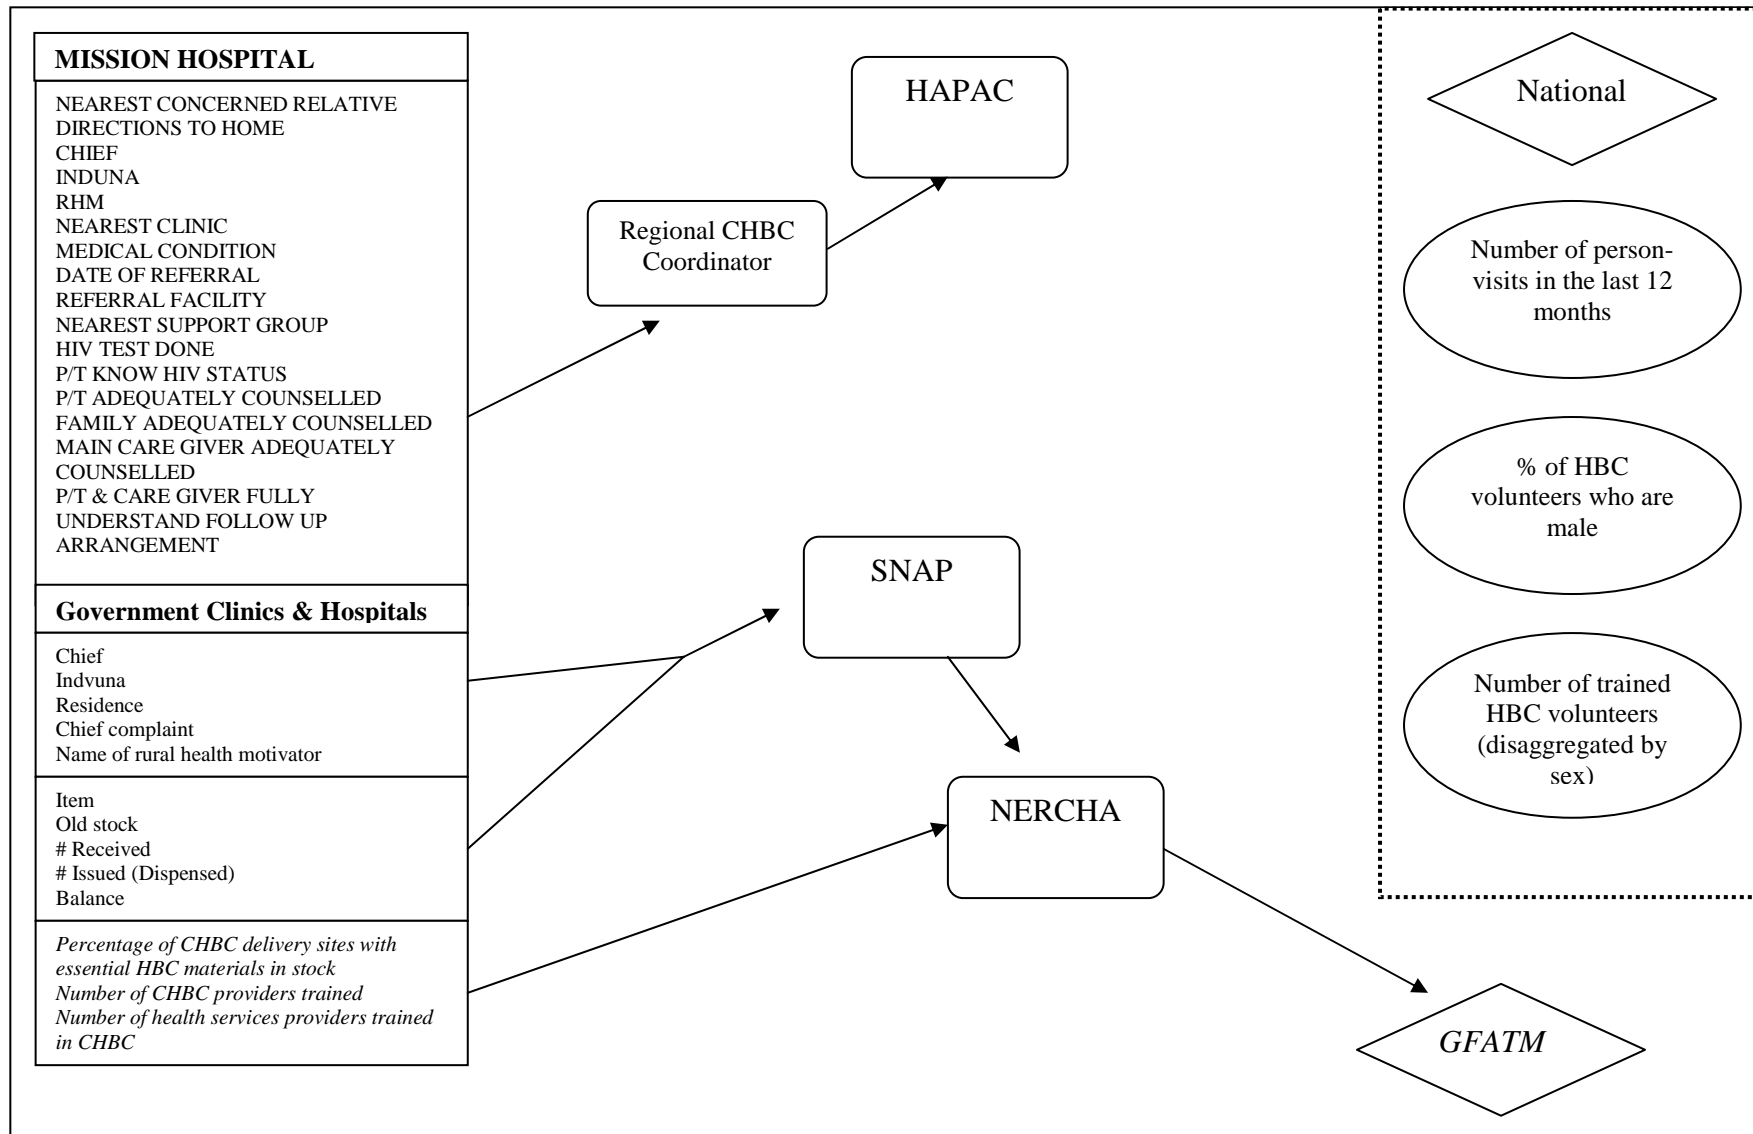 MISSION HOSPITAL
NEAREST CONCERNED RELATIVE
DIRECTIONS TO HOME
CHIEF
INDUNA
RHM
NEAREST CLINIC
MEDICAL CONDITION
DATE OF REFERRAL
REFERRAL FACILITY
NEAREST SUPPORT GROUP
HIV TEST DONE
P/T KNOW HIV STATUS
P/T ADEQUATELY COUNSELLED
FAMILY ADEQUATELY COUNSELLED
MAIN CARE GIVER ADEQUATELY
COUNSELLED
P/T & CARE GIVER FULLY
UNDERSTAND FOLLOW UP
ARRANGEMENT
Government Clinics & Hospitals
Chief
Indvuna
Residence
Chief complaint
Name of rural health motivator
Item
Old stock
# Received
# Issued (Dispensed)
Balance
Percentage of CHBC delivery sites with
essential HBC materials in stock
Number of CHBC providers trained
Number of health services providers trained
in CHBC
HAPAC
Regional CHBC
Coordinator
SNAP
NERCHA
GFATM
National
Number of person-
visits in the last 12
months
% of HBC
volunteers who are
male
Number of trained
HBC volunteers
(disaggregated by
sex)